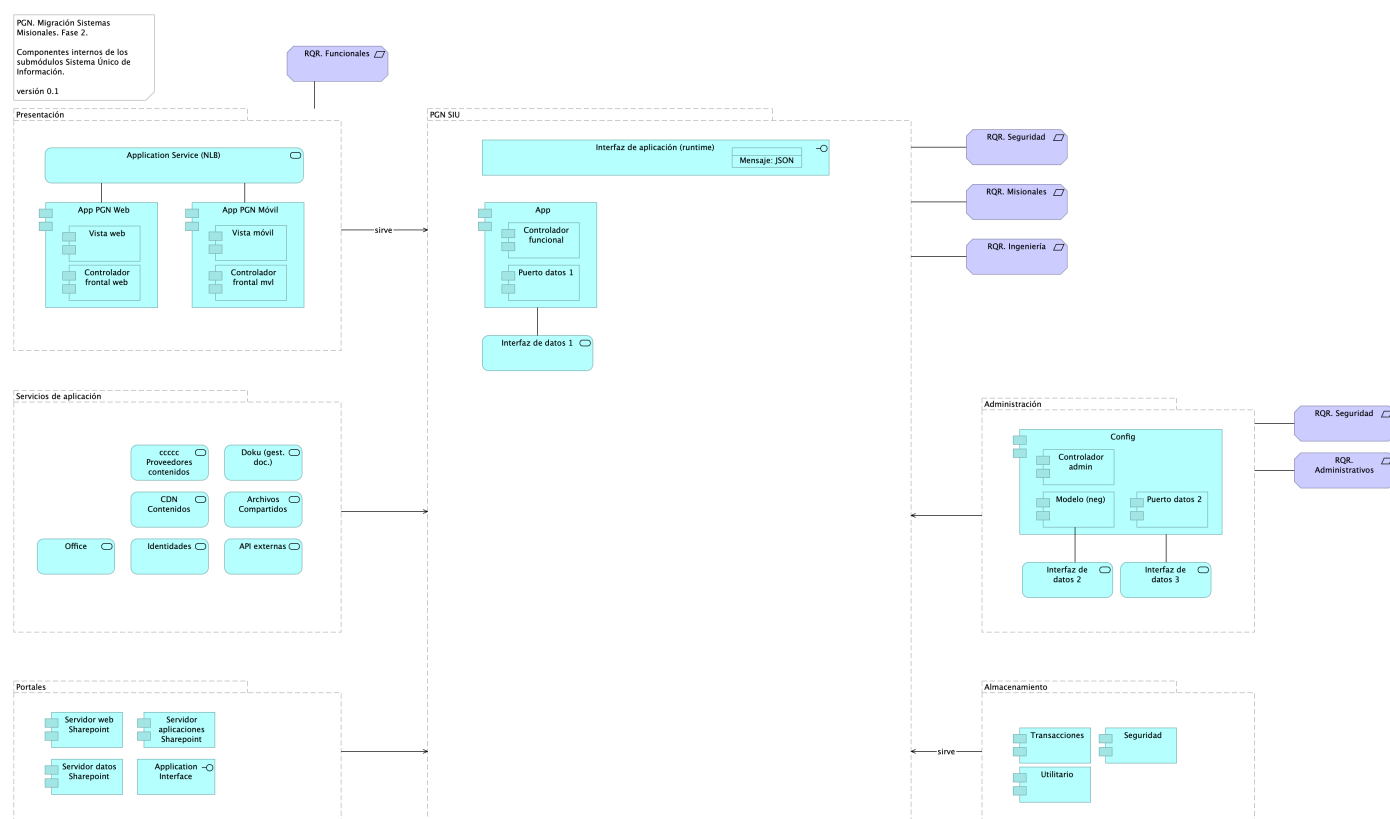 PGN. Migración Sistemas
Misionales. Fase 2.
Componentes internos de los
submódulos Sistema Único de
Información.
versión 0.1
RQR. Funcionales
Presentación
Application Service (NLB)
App PGN Web
Vista web
Controlador
frontal web
App PGN Móvil
Vista móvil
Controlador
frontal mvl
sirve
PGN SIU
Interfaz de aplicación (runtime)
Mensaje: JSON
App
Controlador
funcional
Puerto datos 1
Interfaz de datos 1
RQR. Seguridad
RQR. Misionales
RQR. Ingeniería
Servicios de aplicación
ccccc
Proveedores
contenidos
Doku (gest.
doc.)
CDN
Contenidos
Archivos
Compartidos
Office
Identidades
API externas
Administración
Config
Controlador
admin
Modelo (neg)
Puerto datos 2
Interfaz de
datos 2
Interfaz de
datos 3
RQR. Seguridad
RQR.
Administrativos
Portales
Servidor web
Sharepoint
Servidor
aplicaciones
Sharepoint
Servidor datos
Sharepoint
Application
Interface
sirve
Almacenamiento
Transacciones
Seguridad
Utilitario